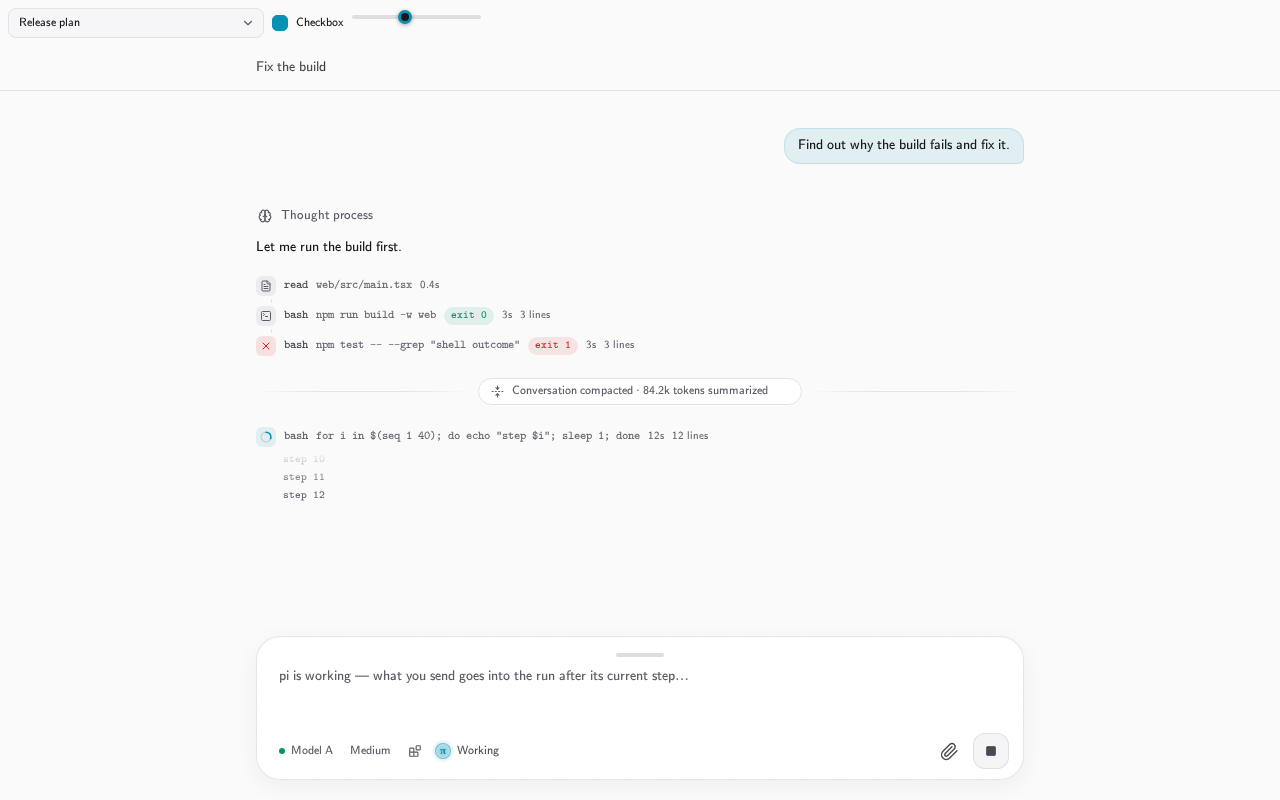 Release plan
Checkbox
Fix the build
Find out why the build fails and fix it.
Thought process
Let me run the build first.
read web/src/main.tsx 0.4s
bash npm run build -w web exit 0 3s 3 lines
bash npm test -- --grep "shell outcome" exit 1 3s 3 lines
Conversation compacted · 84.2k tokens summarized
bash for i in $(seq 1 40); do echo "step $i"; sleep 1; done 12s 12 lines
step 10
step 11
step 12
pi is working — what you send goes into the run after its current step…
Model A Medium π Working